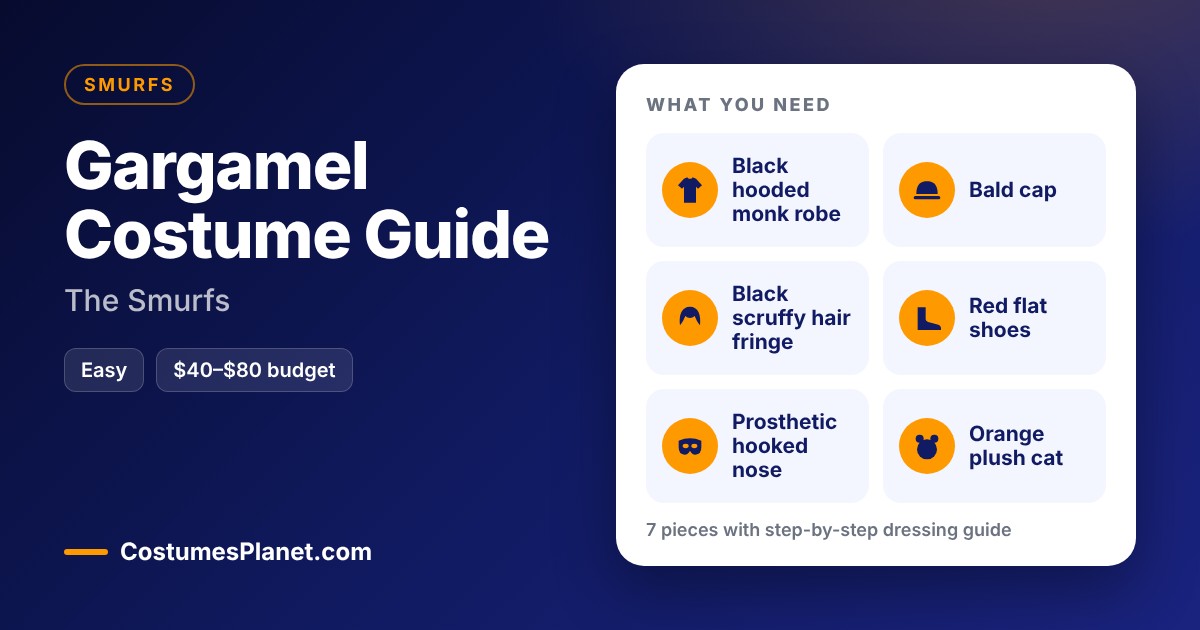 SMURFS
Gargamel
Costume Guide
The Smurfs
Easy
$40–$80 budget
CostumesPlanet.com
WHAT YOU NEED
Black
hooded
monk robe
Bald cap
Black
scruffy hair
fringe
Red flat
shoes
Prosthetic
hooked
nose
Orange
plush cat
7 pieces with step-by-step dressing guide